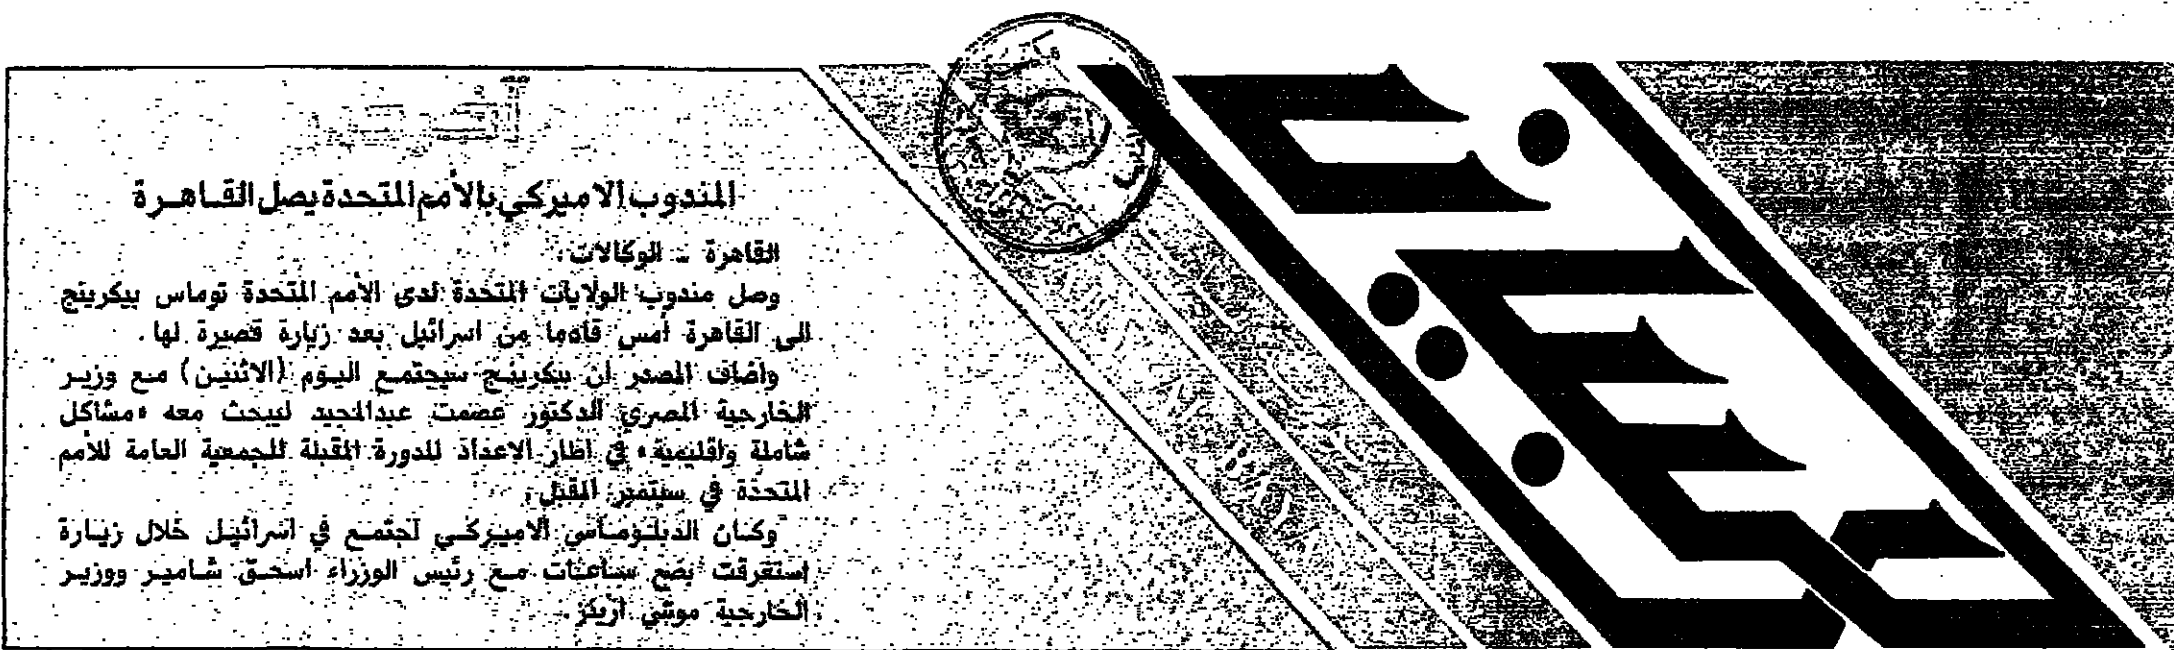 المندوب الاميركي بالأمم المتحدة يصل القاهرة
القاهرة ـ الوكالات :
وصل مندوب الولايات المتحدة لدى الأمم المتحدة توماس بيكرينج
الى القاهرة أمس قادما من اسرائيل بعد زيارة قصيرة لها .
واضاف المصدر ان بيكرينج سيجتمع اليوم (الاثنين) مع وزير
الخارجية المصري الدكتور عصمت عبدالمجيد ليبحث معه «مشاكل
شاملة واقليمية» في اطار الاعداد للدورة المقبلة للجمعية العامة للأمم
المتحدة في سبتمبر المقبل .
وكان الدبلوماسي الاميركي اجتمع في اسرائيل خلال زيارة
استغرقت بضع ساعات مع رئيس الوزراء اسحق شامير ووزير
الخارجية موشي ارينز .